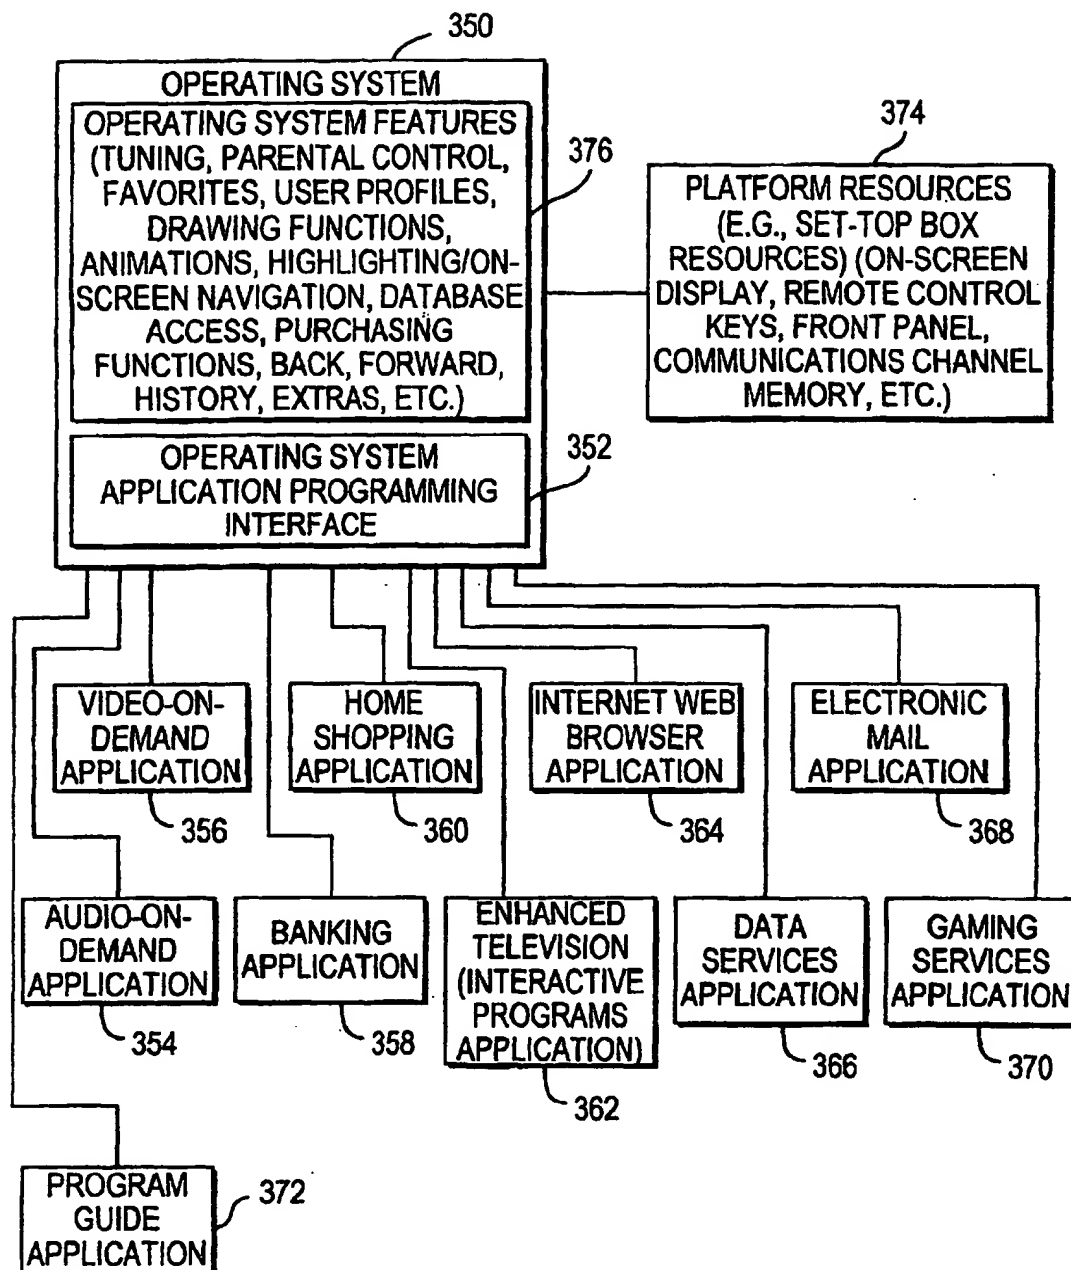 350
OPERATING SYSTEM
OPERATING SYSTEM FEATURES
(TUNING, PARENTAL CONTROL,
FAVORITES, USER PROFILES,
DRAWING FUNCTIONS,
ANIMATIONS, HIGHLIGHTING/ON-
SCREEN NAVIGATION, DATABASE
ACCESS, PURCHASING
FUNCTIONS, BACK, FORWARD,
HISTORY, EXTRAS, ETC.)
376
OPERATING SYSTEM
APPLICATION PROGRAMMING
INTERFACE
352
374
PLATFORM RESOURCES
(E.G., SET-TOP BOX
RESOURCES) (ON-SCREEN
DISPLAY, REMOTE CONTROL
KEYS, FRONT PANEL,
COMMUNICATIONS CHANNEL
MEMORY, ETC.)
VIDEO-ON-
DEMAND
APPLICATION
356
HOME
SHOPPING
APPLICATION
360
INTERNET WEB
BROWSER
APPLICATION
364
ELECTRONIC
MAIL
APPLICATION
368
AUDIO-ON-
DEMAND
APPLICATION
354
BANKING
APPLICATION
358
ENHANCED
TELEVISION
(INTERACTIVE
PROGRAMS
APPLICATION)
362
DATA
SERVICES
APPLICATION
366
GAMING
SERVICES
APPLICATION
370
PROGRAM
GUIDE
APPLICATION
372